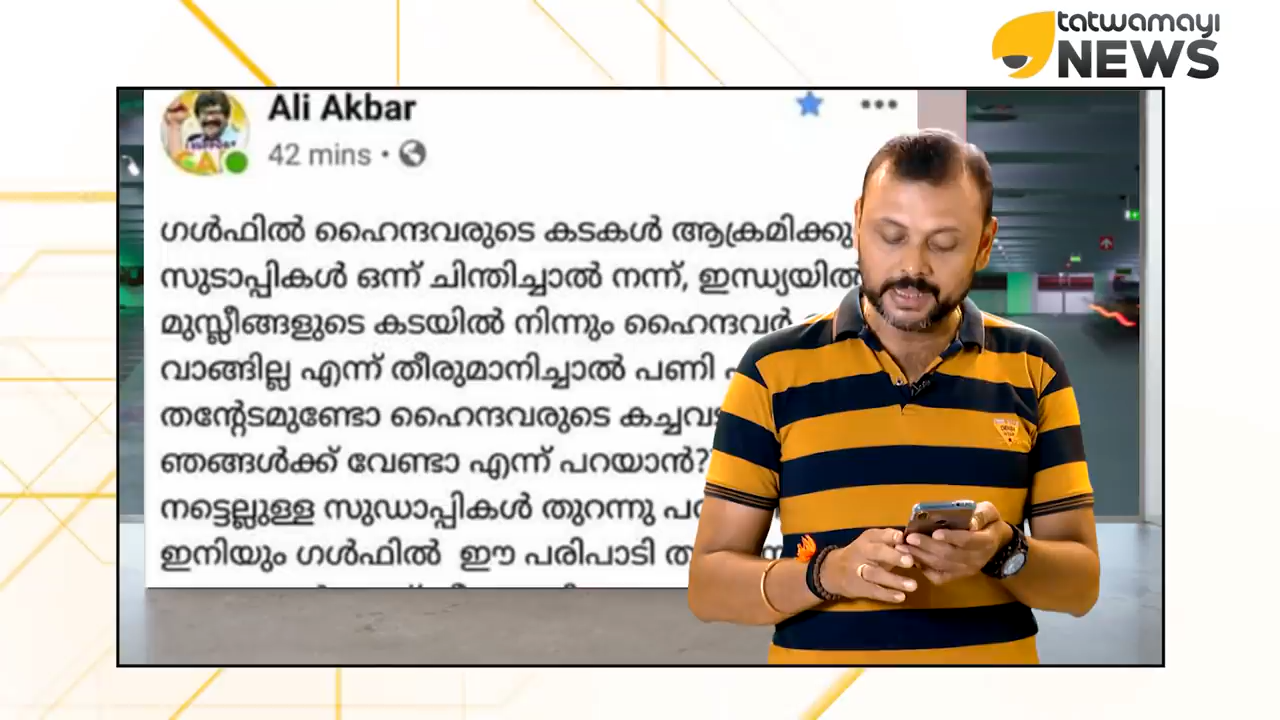 tatwamayi
NEWS
Ali Akbar
42 mins
ഗൾഫിൽ ഹൈന്ദവരുടെ കടകൾ ആക്രമിക്കു
സുടാപ്പികൾ ഒന്ന് ചിന്തിച്ചാൽ നന്ന്, ഇന്ധ്യയിൽ
മുസ്ലീങ്ങളുടെ കടയിൽ നിന്നും ഹൈന്ദവർ
വാങ്ങില്ല എന്ന് തീരുമാനിച്ചാൽ പണി
തന്റേടമുണ്ടോ ഹൈന്ദവരുടെ കച്ചവട
ഞങ്ങൾക്ക് വേണ്ടാ എന്ന് പറയാൻ?
നട്ടെല്ലുള്ള സുഡാപ്പികൾ തുറന്നു
ഇനിയും ഗൾഫിൽ ഈ പരിപാടി